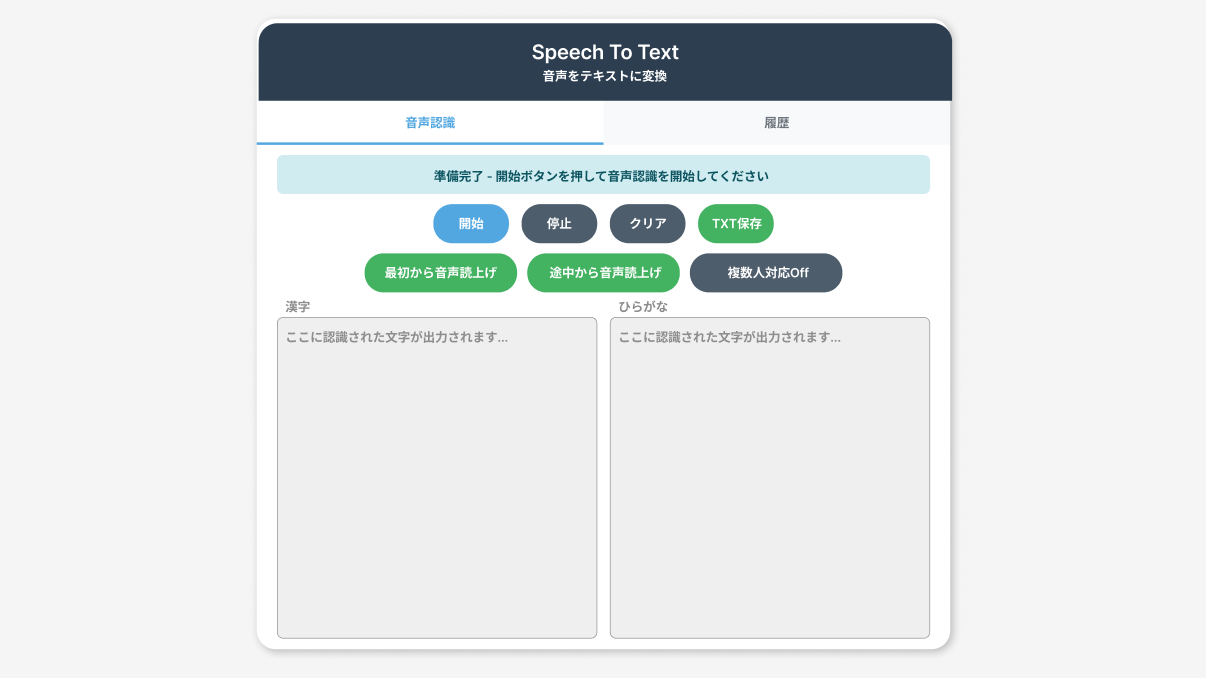 Speech To Text
音声をテキストに変換
音声認識 履歴
準備完了 - 開始ボタンを押して音声認識を開始してください
開始 停止 クリア TXT保存
最初から音声読上げ 途中から音声読上げ 複数人対応Off
漢字 ひらがな
ここに認識された文字が出力されます... ここに認識された文字が出力されます...